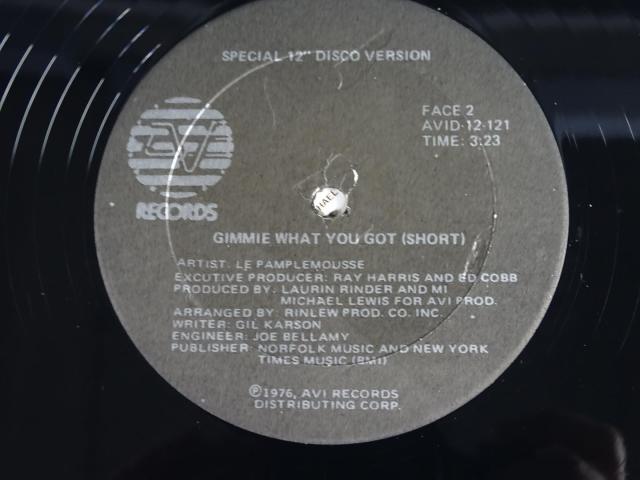 SPECIAL 12" DISCO VERSION
FACE 2
AVID-12-121
TIME: 3:23
AVI
RECORDS
HAEL
GIMMIE WHAT YOU GOT (SHORT)
ARTIST: LE PAMPLEMOUSSE
EXCUTIVE PRODUCER: RAY HARRIS AND ED COBB
PRODUCED BY: LAURIN RINDER AND MI
MICHAEL LEWIS FOR AVI PROD.
ARRANGED BY: RINLEW PROD. CO. INC.
WRITER: GIL KARSON
ENGINEER: JOE BELLAMY
PUBLISHER: NORFOLK MUSIC AND NEW YORK
TIMES MUSIC (BMI)
Ⓟ1976, AVI RECORDS
DISTRIBUTING CORP.